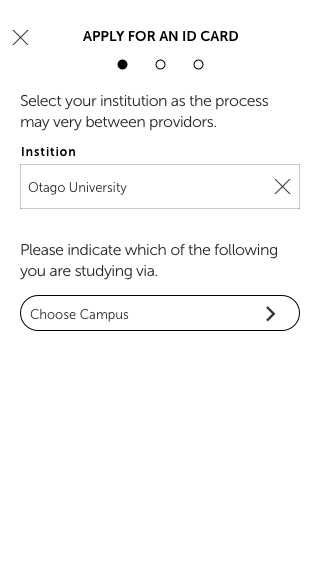 APPLY FOR AN ID CARD
Select your institution as the process
may very between providors.
Instition
Otago University
Please indicate which of the following
you are studying via.
Choose Campus